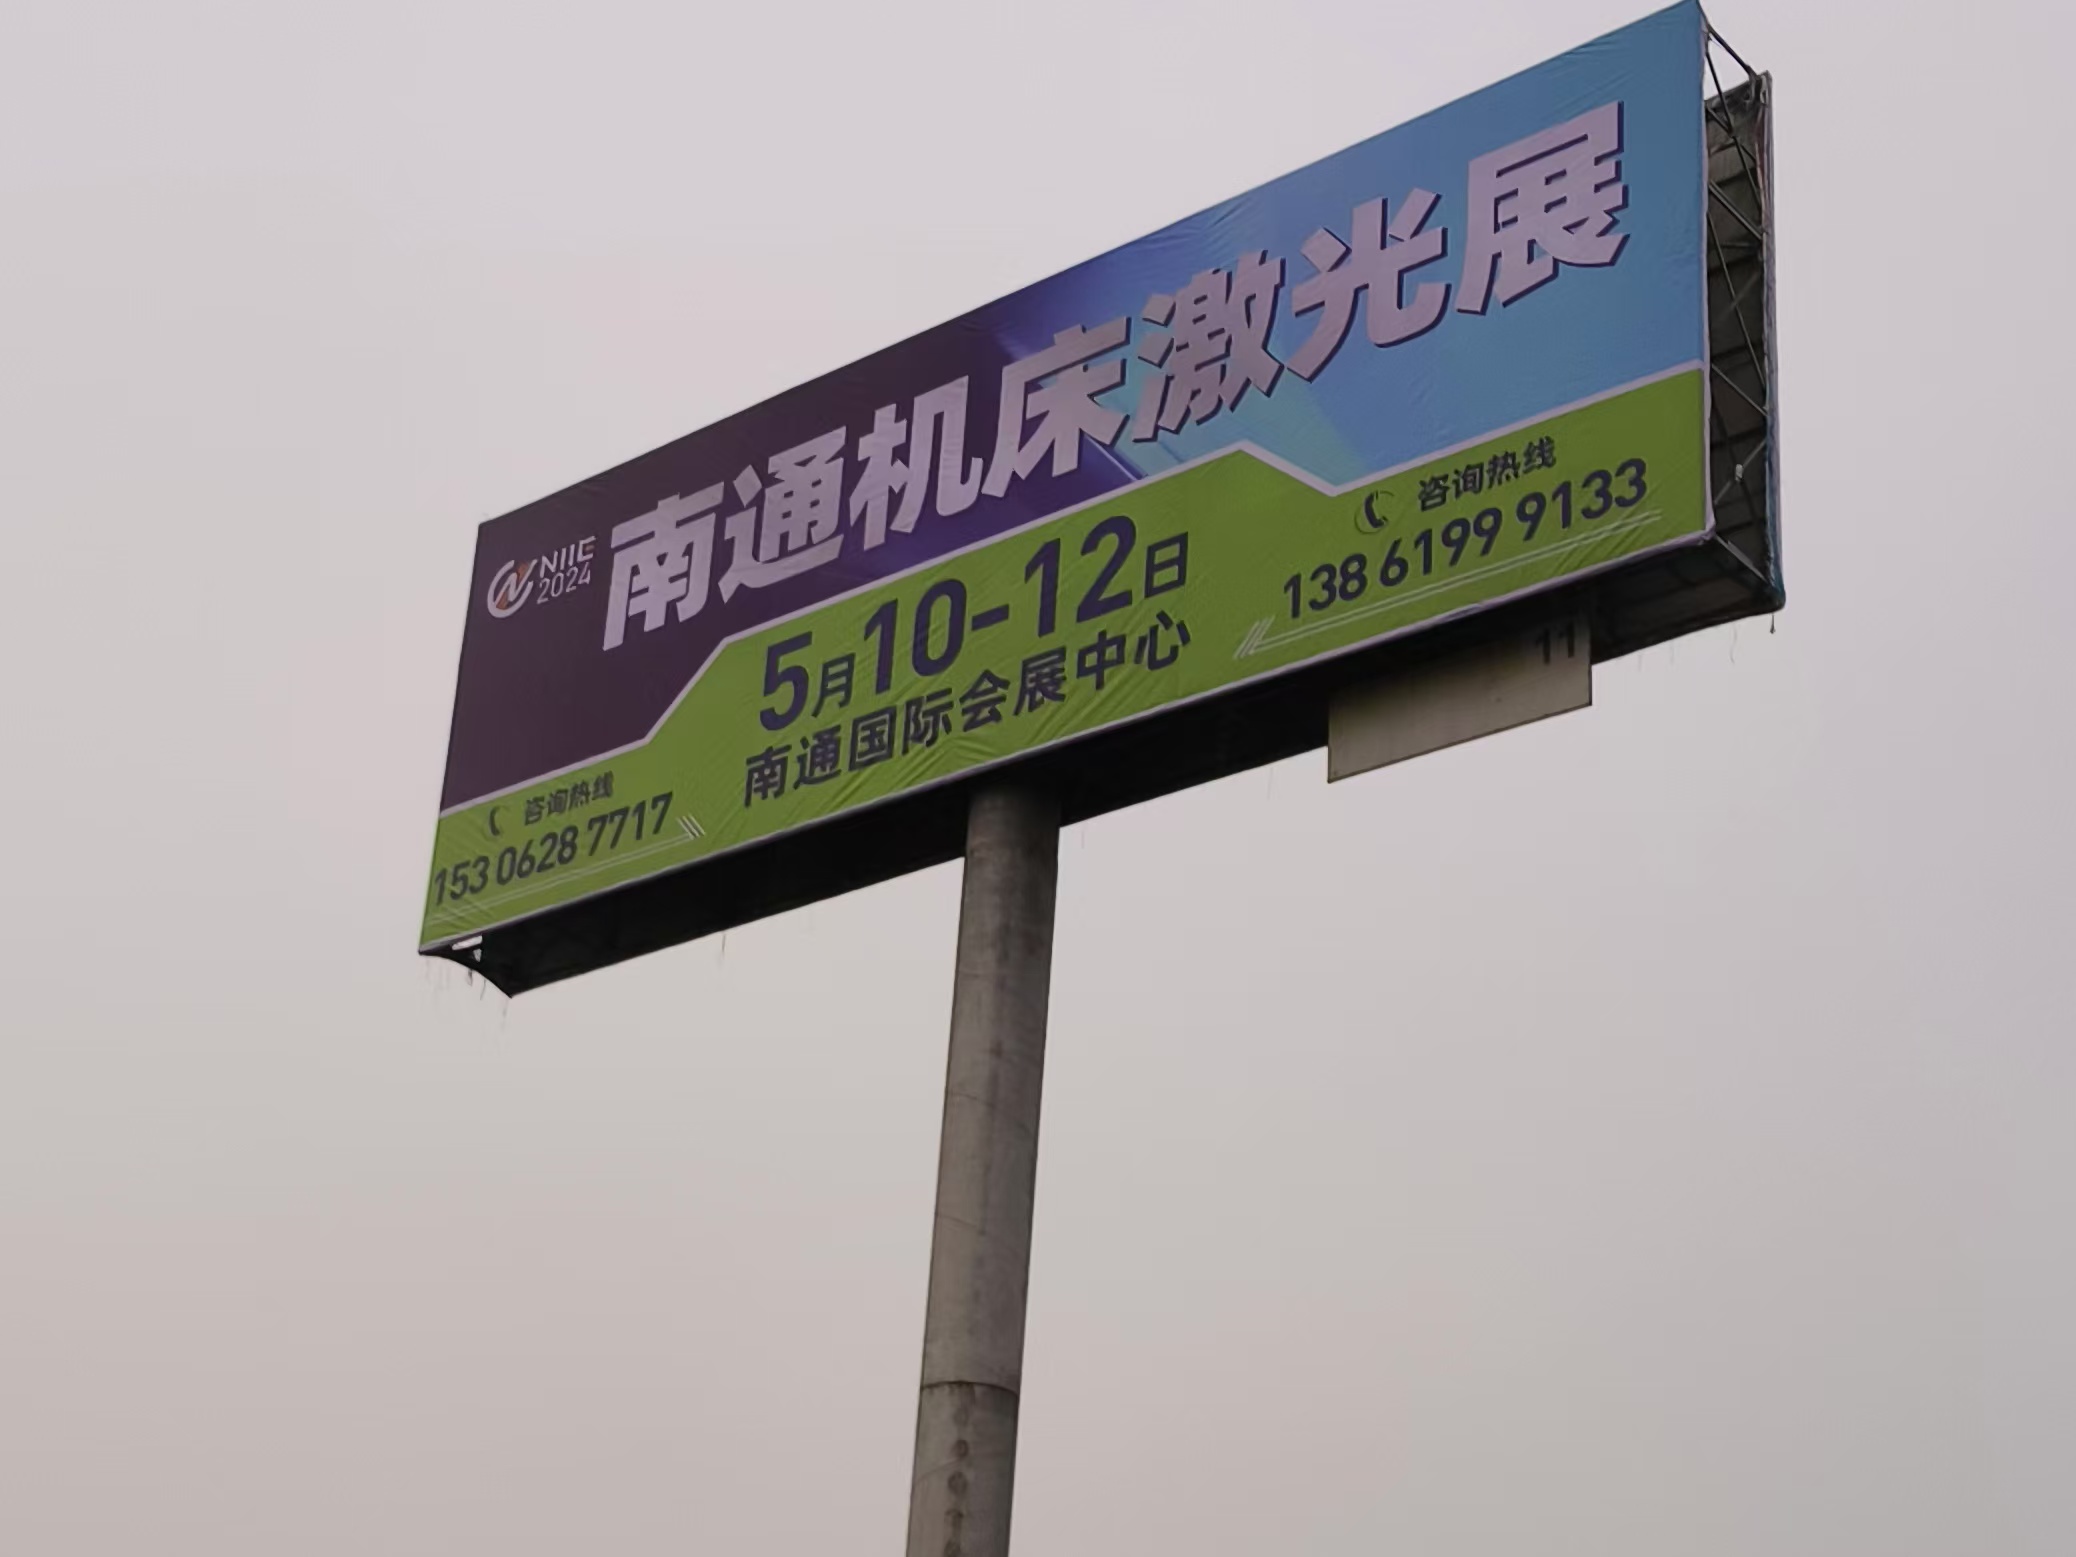 NIIE
2024
南通机床激光展
5月10-12日
南通国际会展中心
咨询热线
153 0628 7717
咨询热线
138 6199 9133
11